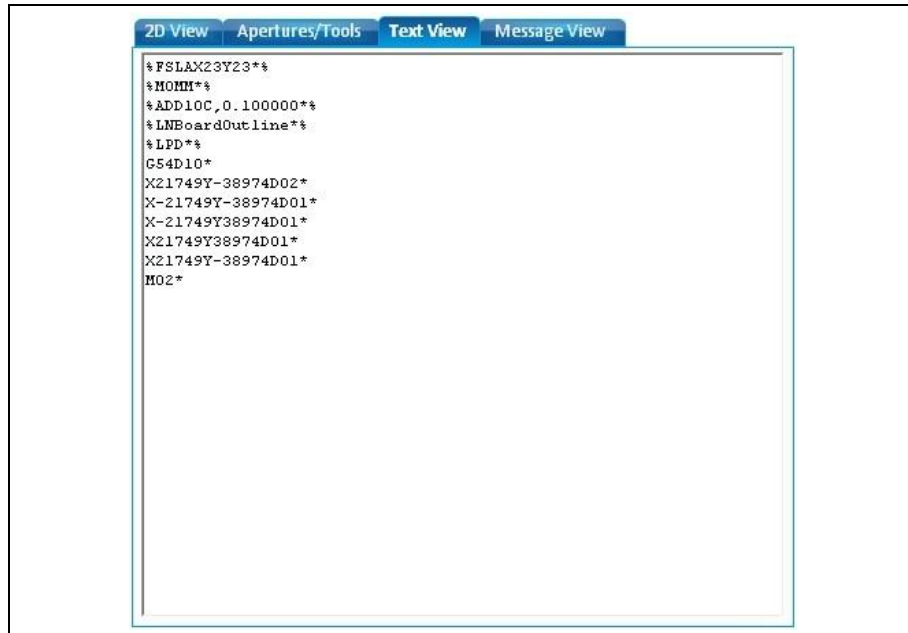 2D View Apertures/Tools Text View Message View
%FSLAX23Y23*%
%MOMM*%
%ADD10C,0.100000*%
%LNBoardOutline*%
%LPD*%
G54D10*
X21749Y-38974D02*
X-21749Y-38974D01*
X-21749Y38974D01*
X21749Y38974D01*
X21749Y-38974D01*
M02*